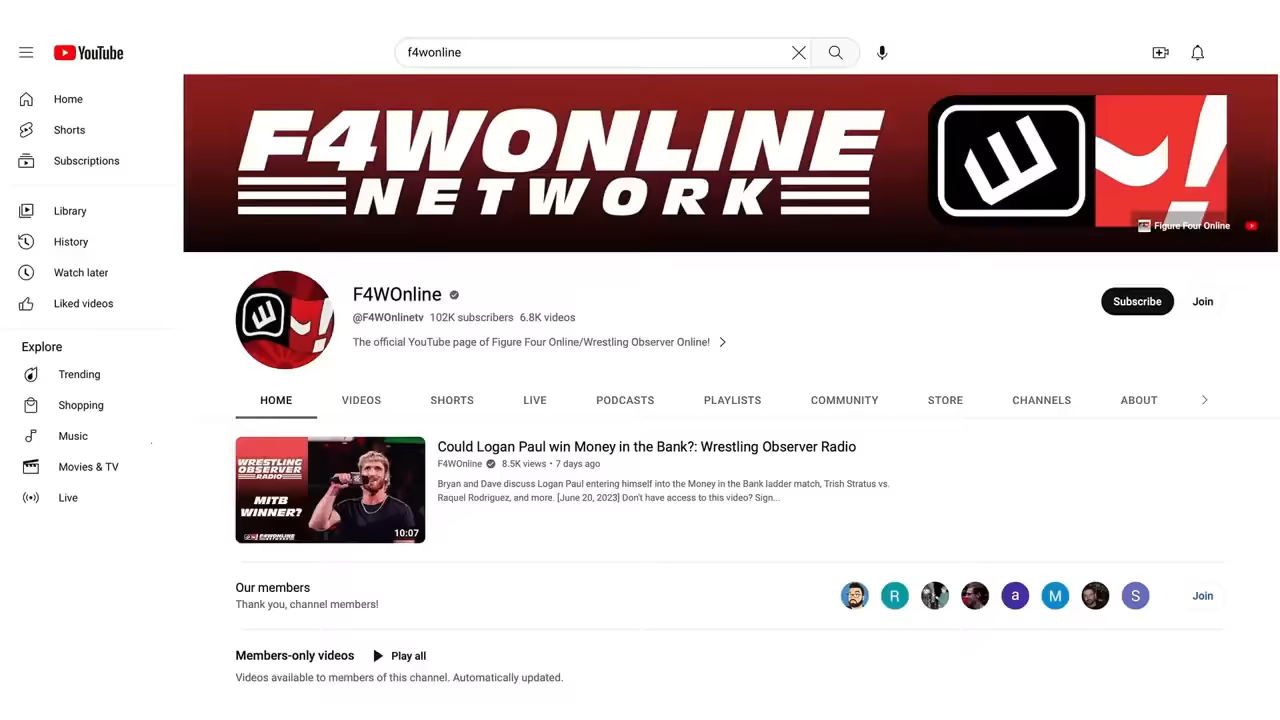 YouTube
f4wonline
Home
Shorts
Subscriptions
Library
History
Watch later
Liked videos
Explore
Trending
Shopping
Music
Movies & TV
Live
F4WONLINE
NETWORK
Figure Four Online
F4WOnline
@F4WOnlinetv 102K subscribers 6.8K videos
The official YouTube page of Figure Four Online/Wrestling Observer Online!
Subscribe
Join
HOME
VIDEOS
SHORTS
LIVE
PODCASTS
PLAYLISTS
COMMUNITY
STORE
CHANNELS
ABOUT
WRESTLING
OBSERVER
RADIO
MITB
WINNER?
F4WONLINE
NETWORK
10:07
Could Logan Paul win Money in the Bank?: Wrestling Observer Radio
F4WOnline 8.5K views • 7 days ago
Bryan and Dave discuss Logan Paul entering himself into the Money in the Bank ladder match, Trish Stratus vs.
Raquel Rodriguez, and more. [June 20, 2023] Don't have access to this video? Sign...
Our members
Thank you, channel members!
R
a
M
S
Join
Members-only videos
Play all
Videos available to members of this channel. Automatically updated.